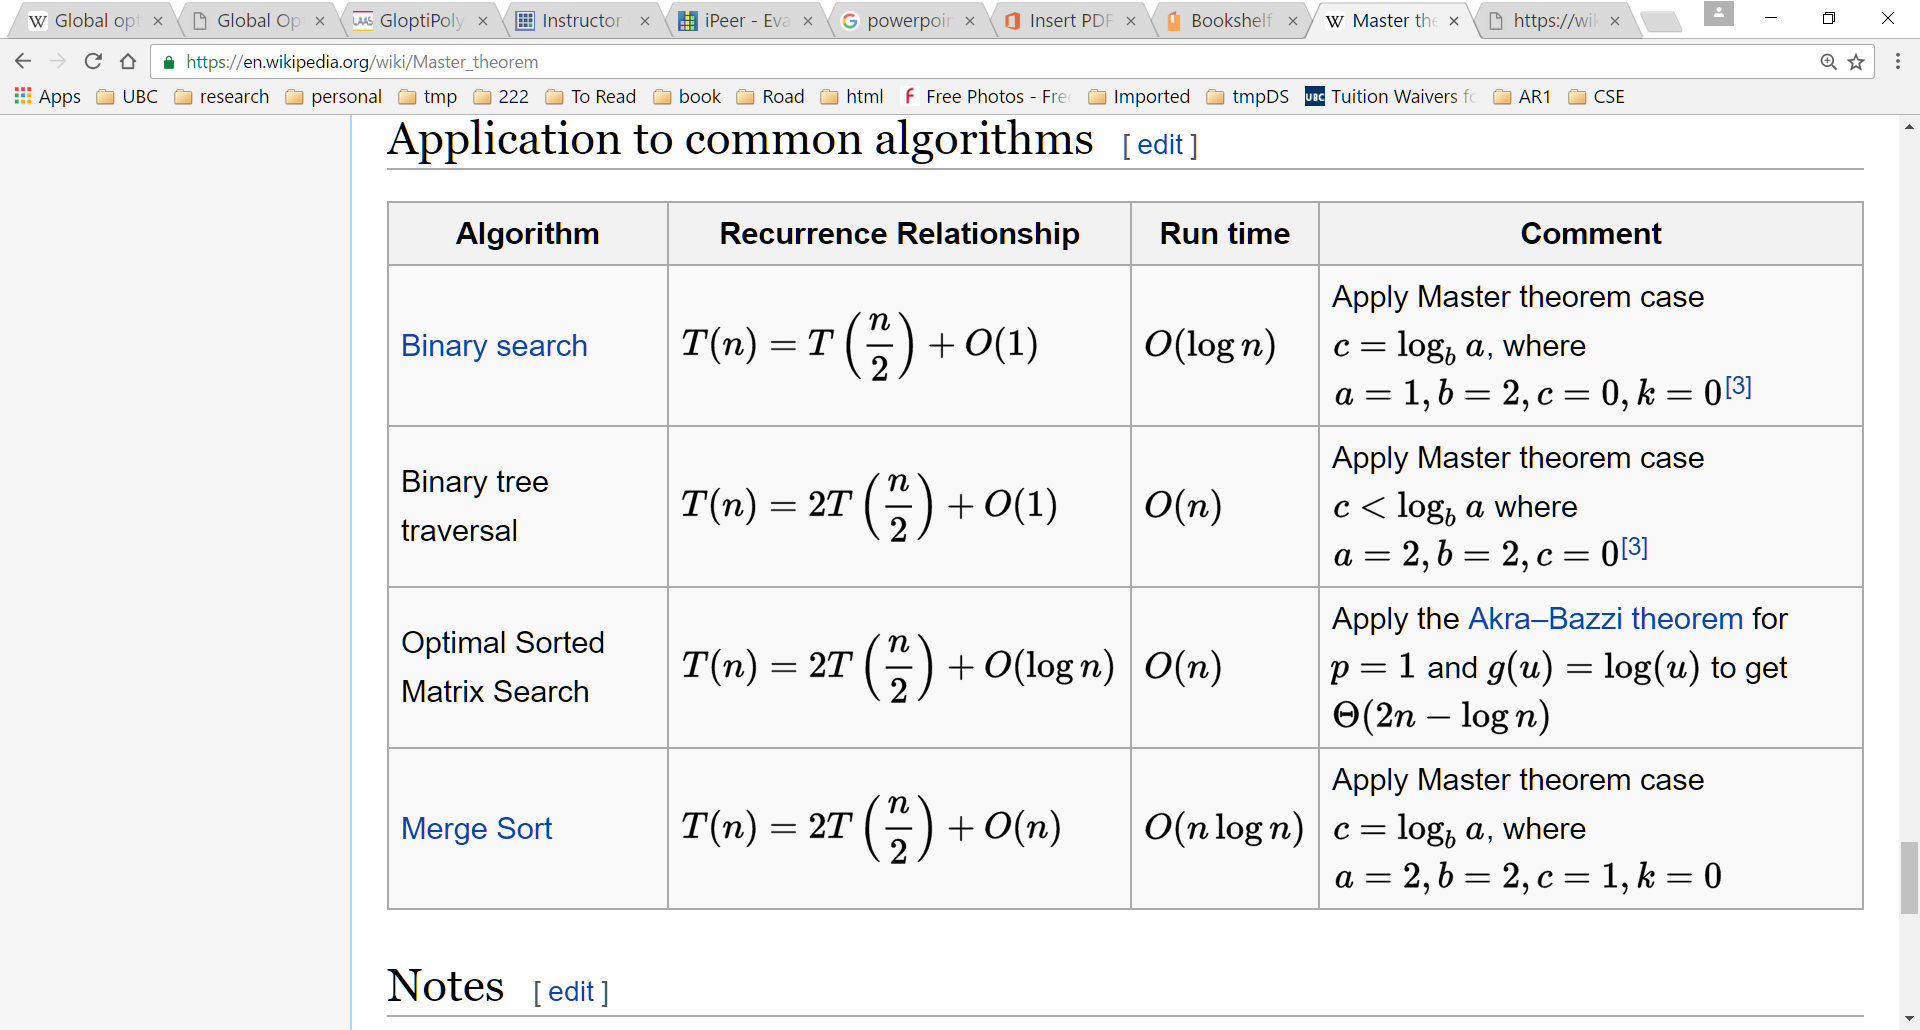 Global opt
Global Op
LAAS GloptiPoly
Instructor
iPeer - Eva
powerpoin
Insert PDF
Bookshelf
W Master the
https://wik
https://en.wikipedia.org/wiki/Master_theorem
Apps UBC research personal tmp 222 To Read book Road html Free Photos - Fre Imported tmpDS UBC Tuition Waivers fo AR1 CSE
Application to common algorithms [ edit ]
Algorithm Recurrence Relationship Run time Comment
Binary search
T(n) = T(n/2) + O(1)
O(log n)
Apply Master theorem case
c = log_b a, where
a = 1, b = 2, c = 0, k = 0[3]
Binary tree
traversal
T(n) = 2T(n/2) + O(1)
O(n)
Apply Master theorem case
c < log_b a where
a = 2, b = 2, c = 0[3]
Optimal Sorted
Matrix Search
T(n) = 2T(n/2) + O(log n)
O(n)
Apply the Akra–Bazzi theorem for
p = 1 and g(u) = log(u) to get
Θ(2n − log n)
Merge Sort
T(n) = 2T(n/2) + O(n)
O(n log n)
Apply Master theorem case
c = log_b a, where
a = 2, b = 2, c = 1, k = 0
Notes [ edit ]